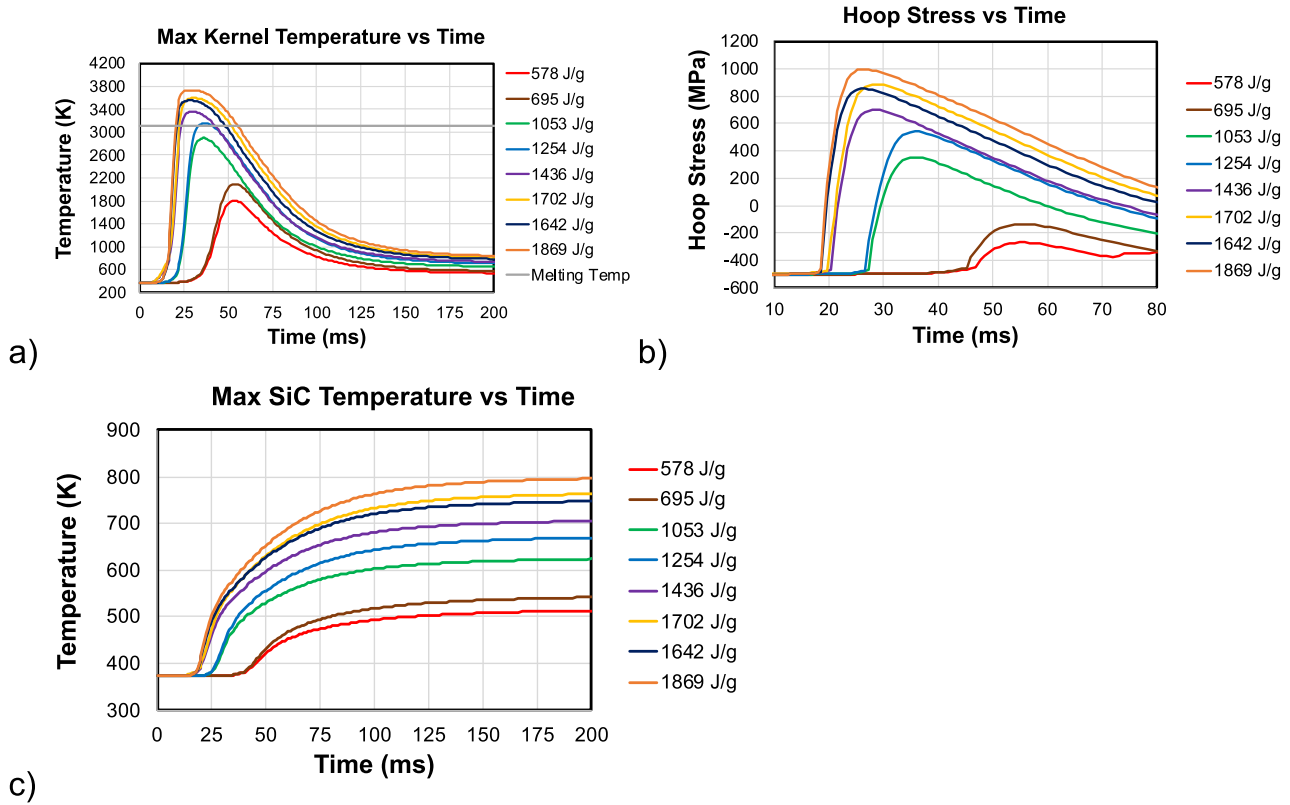 Max Kernel Temperature vs Time
Temperature (K)
4200
3800
3400
3000
2600
2200
1800
1400
1000
600
200
0 25 50 75 100 125 150 175 200
Time (ms)
578 J/g
695 J/g
1053 J/g
1254 J/g
1436 J/g
1702 J/g
1642 J/g
1869 J/g
Melting Temp
a)
Hoop Stress vs Time
Hoop Stress (MPa)
1200
1000
800
600
400
200
0
-200
-400
-600
10 20 30 40 50 60 70 80
Time (ms)
578 J/g
695 J/g
1053 J/g
1254 J/g
1436 J/g
1702 J/g
1642 J/g
1869 J/g
b)
Max SiC Temperature vs Time
Temperature (K)
900
800
700
600
500
400
300
0 25 50 75 100 125 150 175 200
Time (ms)
578 J/g
695 J/g
1053 J/g
1254 J/g
1436 J/g
1702 J/g
1642 J/g
1869 J/g
c)